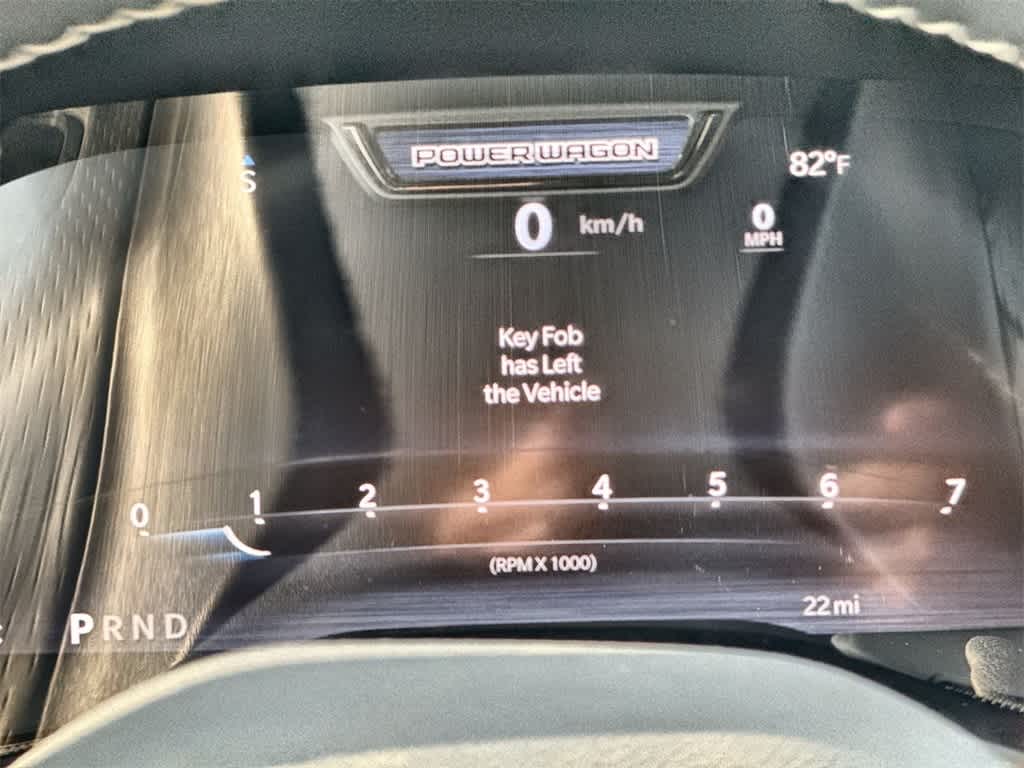 POWER WAGON
S
82°F
0 km/h
0
MPH
Key Fob
has Left
the Vehicle
0 1 2 3 4 5 6 7
(RPM X 1000)
PRND
22 mi